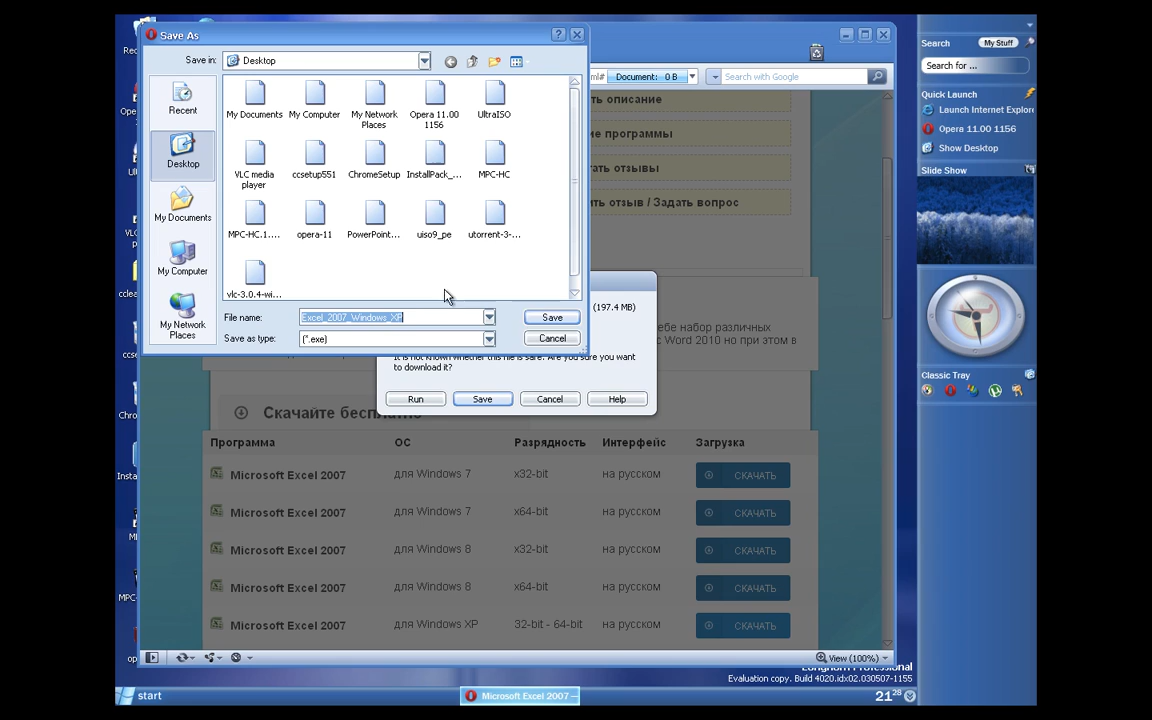 Save As
Save in:
Desktop
Recent
Desktop
My Documents
My Computer
My Network
Places
My Documents
My Computer
My Network
Places
Opera 11.00
1156
UltraISO
VLC media
player
ccsetup551
ChromeSetup
InstallPack_...
MPC-HC
MPC-HC.1....
opera-11
PowerPoint...
uiso9_pe
utorrent-3-...
vlc-3.0.4-wi...
File name:
Excel_2007_Windows_XP
Save
Save as type:
(*.exe)
Cancel
ml#
Document: 0 B
Search with Google
ть описание
ие программы
тать отзывы
ить отзыв / Задать вопрос
(197.4 MB)
ебе набор различных
с Word 2010 но при этом в
It is not known whether this file is safe. Are you sure you want
to download it?
Run
Save
Cancel
Help
Скачайте бесплатно
Программа ОС Разрядность Интерфейс Загрузка
Microsoft Excel 2007 для Windows 7 x32-bit на русском СКАЧАТЬ
Microsoft Excel 2007 для Windows 7 x64-bit на русском СКАЧАТЬ
Microsoft Excel 2007 для Windows 8 x32-bit на русском СКАЧАТЬ
Microsoft Excel 2007 для Windows 8 x64-bit на русском СКАЧАТЬ
Microsoft Excel 2007 для Windows XP 32-bit - 64-bit на русском СКАЧАТЬ
View (100%)
Evaluation copy. Build 4020.idx02.030507-1155
start
Microsoft Excel 2007 —
21 28
Search
My Stuff
Search for ...
Quick Launch
Launch Internet Explore
Opera 11.00 1156
Show Desktop
Slide Show
Classic Tray